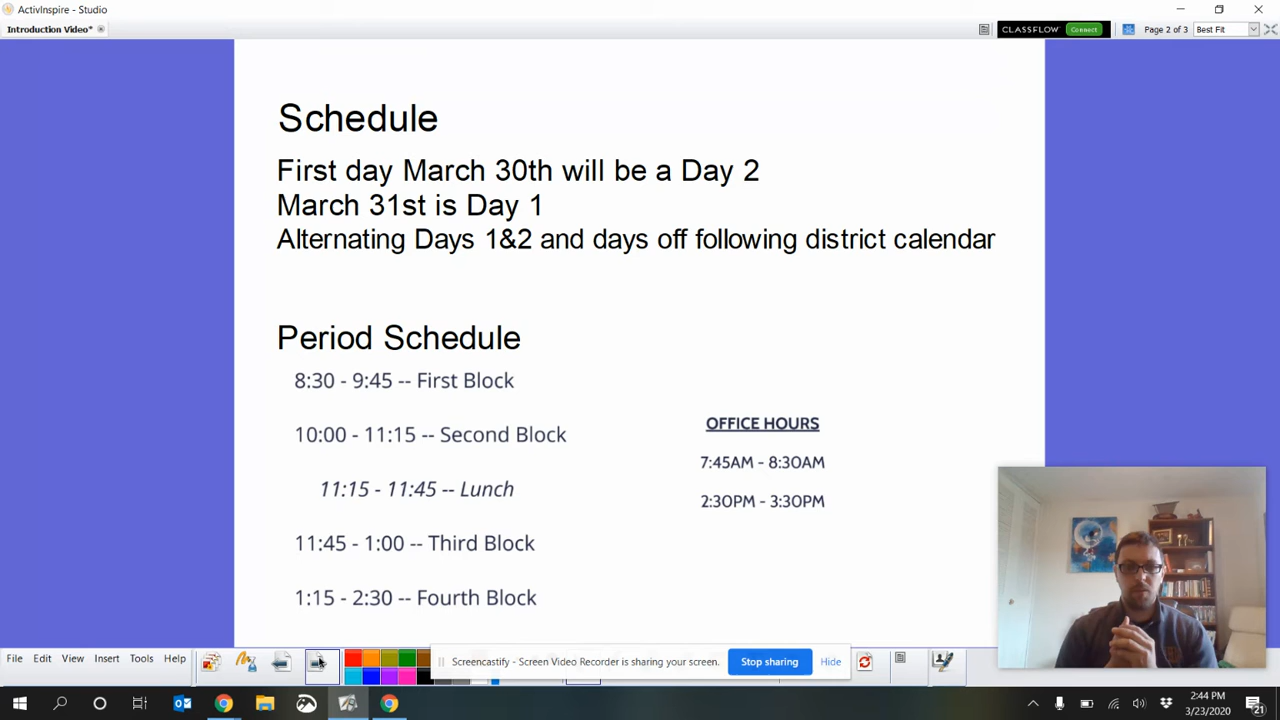 ActivInspire - Studio
Introduction Video*
CLASSFLOW Connect
Page 2 of 3
Best Fit
Schedule
First day March 30th will be a Day 2
March 31st is Day 1
Alternating Days 1&2 and days off following district calendar
Period Schedule
8:30 - 9:45 -- First Block
10:00 - 11:15 -- Second Block
11:15 - 11:45 -- Lunch
11:45 - 1:00 -- Third Block
1:15 - 2:30 -- Fourth Block
OFFICE HOURS
7:45AM - 8:30AM
2:30PM - 3:30PM
File Edit View Insert Tools Help
Screencastify - Screen Video Recorder is sharing your screen.
Stop sharing
Hide
2:44 PM
3/23/2020
21